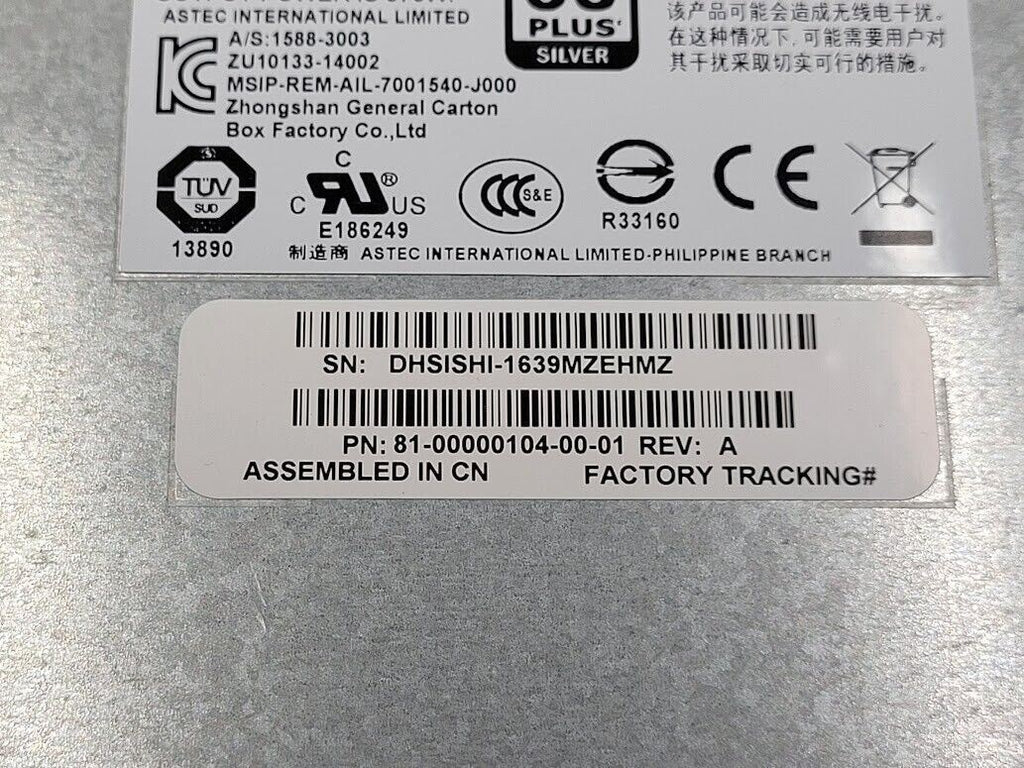 ASTEC INTERNATIONAL LIMITED
A/S:1588-3003
ZU10133-14002
MSIP-REM-AIL-7001540-J000
Zhongshan General Carton
Box Factory Co.,Ltd
PLUS
SILVER
该产品可能会造成无线电干扰。
在这种情况下,可能需要用户对
其干扰采取切实可行的措施。
TÜV
SUD
13890
C RU® US
C
E186249
CCC S&E
R33160
CE
制造商 ASTEC INTERNATIONAL LIMITED-PHILIPPINE BRANCH
SN: DHSISHI-1639MZEHMZ
PN: 81-00000104-00-01 REV: A
ASSEMBLED IN CN FACTORY TRACKING#